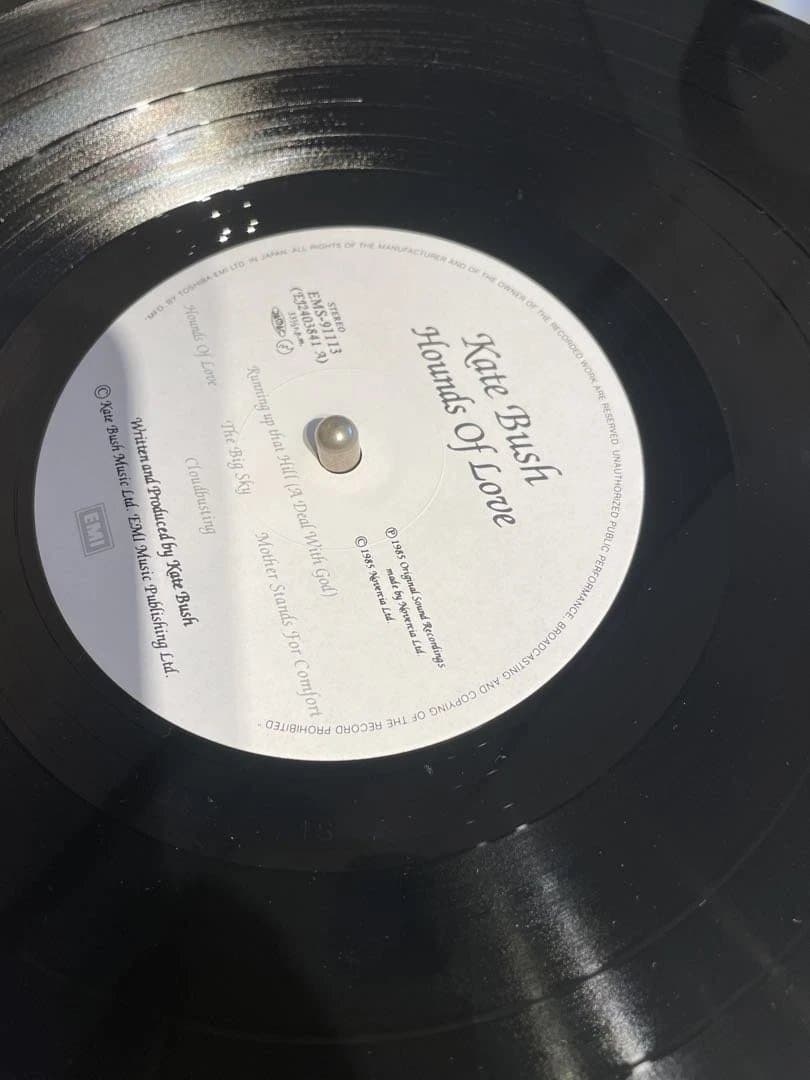 Kate Bush
Hounds Of Love
STEREO
EMS-91113
(EJ2403841 A)
33⅓ r.p.m.
Ⓟ 1985 Original Sound Recordings
made by Novercia Ltd.
© 1985 Novercia Ltd.
Running up that Hill (A Deal With God)
Hounds Of Love
The Big Sky
Mother Stands For Comfort
Cloudbusting
Written and Produced by Kate Bush
© Kate Bush Music Ltd. EMI Music Publishing Ltd.
EMI
"MFD. BY TOSHIBA-EMI LTD. IN JAPAN. ALL RIGHTS OF THE MANUFACTURER AND OF THE OWNER OF THE RECORDED WORK ARE RESERVED. UNAUTHORIZED PUBLIC PERFORMANCE, BROADCASTING AND COPYING OF THE RECORD PROHIBITED"